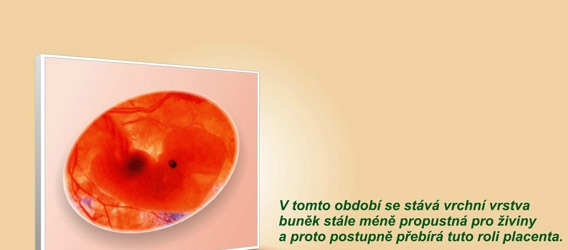 V tomto období se stává vrchní vrstva
buněk stále méně propustná pro živiny
a proto postupně přebírá tuto roli placenta.